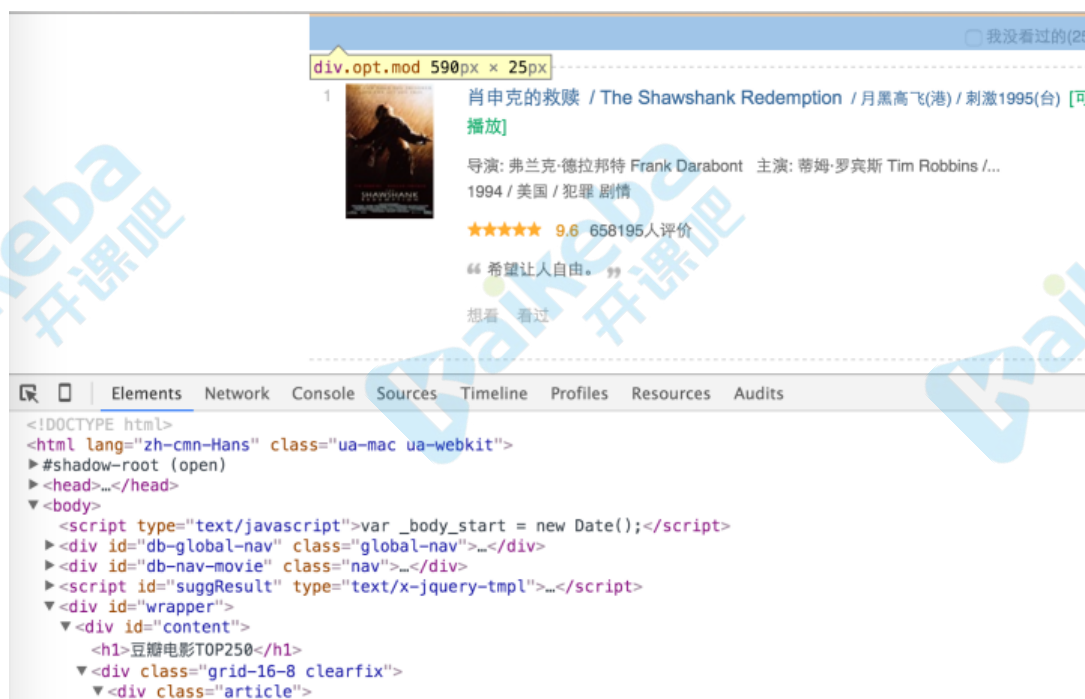 我没看过的(25
div.opt.mod 590px × 25px
1
肖申克的救赎 / The Shawshank Redemption / 月黑高飞(港) / 刺激1995(台) [可
播放]
导演: 弗兰克·德拉邦特 Frank Darabont 主演: 蒂姆·罗宾斯 Tim Robbins /...
1994 / 美国 / 犯罪 剧情
9.6 658195人评价
“ 希望让人自由。 ”
想看 看过
Elements Network Console Sources Timeline Profiles Resources Audits
<!DOCTYPE html>
<html lang="zh-cmn-Hans" class="ua-mac ua-webkit">
#shadow-root (open)
<head>…</head>
<body>
<script type="text/javascript">var _body_start = new Date();</script>
<div id="db-global-nav" class="global-nav">…</div>
<div id="db-nav-movie" class="nav">…</div>
<script id="suggResult" type="text/x-jquery-tmpl">…</script>
<div id="wrapper">
<div id="content">
<h1>豆瓣电影TOP250</h1>
<div class="grid-16-8 clearfix">
<div class="article">
keba
开课吧
Kaikeba
开课吧
Kaike
开